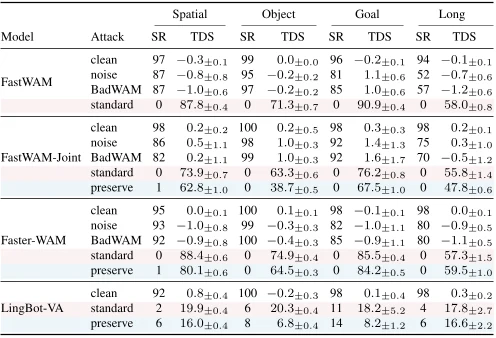 Spatial Object Goal Long
Model Attack SR TDS SR TDS SR TDS SR TDS
clean 97 −0.3±0.1 99 0.0±0.0 96 −0.2±0.1 94 −0.1±0.1
noise 87 −0.8±0.8 95 −0.2±0.2 81 1.1±0.6 52 −0.7±0.6
FastWAM BadWAM 87 −1.0±0.6 97 −0.2±0.2 85 1.0±0.6 57 −1.2±0.6
standard 0 87.8±0.4 0 71.3±0.7 0 90.9±0.4 0 58.0±0.8
clean 98 0.2±0.2 100 0.2±0.5 98 0.3±0.3 98 0.2±0.1
noise 86 0.5±1.1 98 1.0±0.3 92 1.4±1.3 75 0.3±1.0
FastWAM-Joint BadWAM 82 0.2±1.1 99 1.0±0.3 92 1.6±1.7 70 −0.5±1.2
standard 0 73.9±0.7 0 63.3±0.6 0 76.2±0.8 0 55.8±1.4
preserve 1 62.8±1.0 0 38.7±0.5 0 67.5±1.0 0 47.8±0.6
clean 95 0.0±0.1 100 0.1±0.1 98 −0.1±0.1 98 0.0±0.1
noise 93 −1.0±0.8 99 −0.3±0.3 82 −1.0±1.1 80 −0.9±0.5
Faster-WAM BadWAM 92 −0.9±0.8 100 −0.4±0.3 85 −0.9±1.1 80 −1.1±0.5
standard 0 88.4±0.6 0 74.9±0.4 0 85.5±0.4 0 57.3±1.5
preserve 1 80.1±0.6 0 64.5±0.3 0 84.2±0.5 0 59.5±1.0
clean 92 0.8±0.4 100 −0.2±0.3 98 0.1±0.4 98 0.3±0.2
LingBot-VA standard 2 19.9±0.4 6 20.3±0.4 11 18.2±5.2 4 17.8±2.7
preserve 6 16.0±0.4 8 6.8±0.4 14 8.2±1.2 6 16.6±2.2